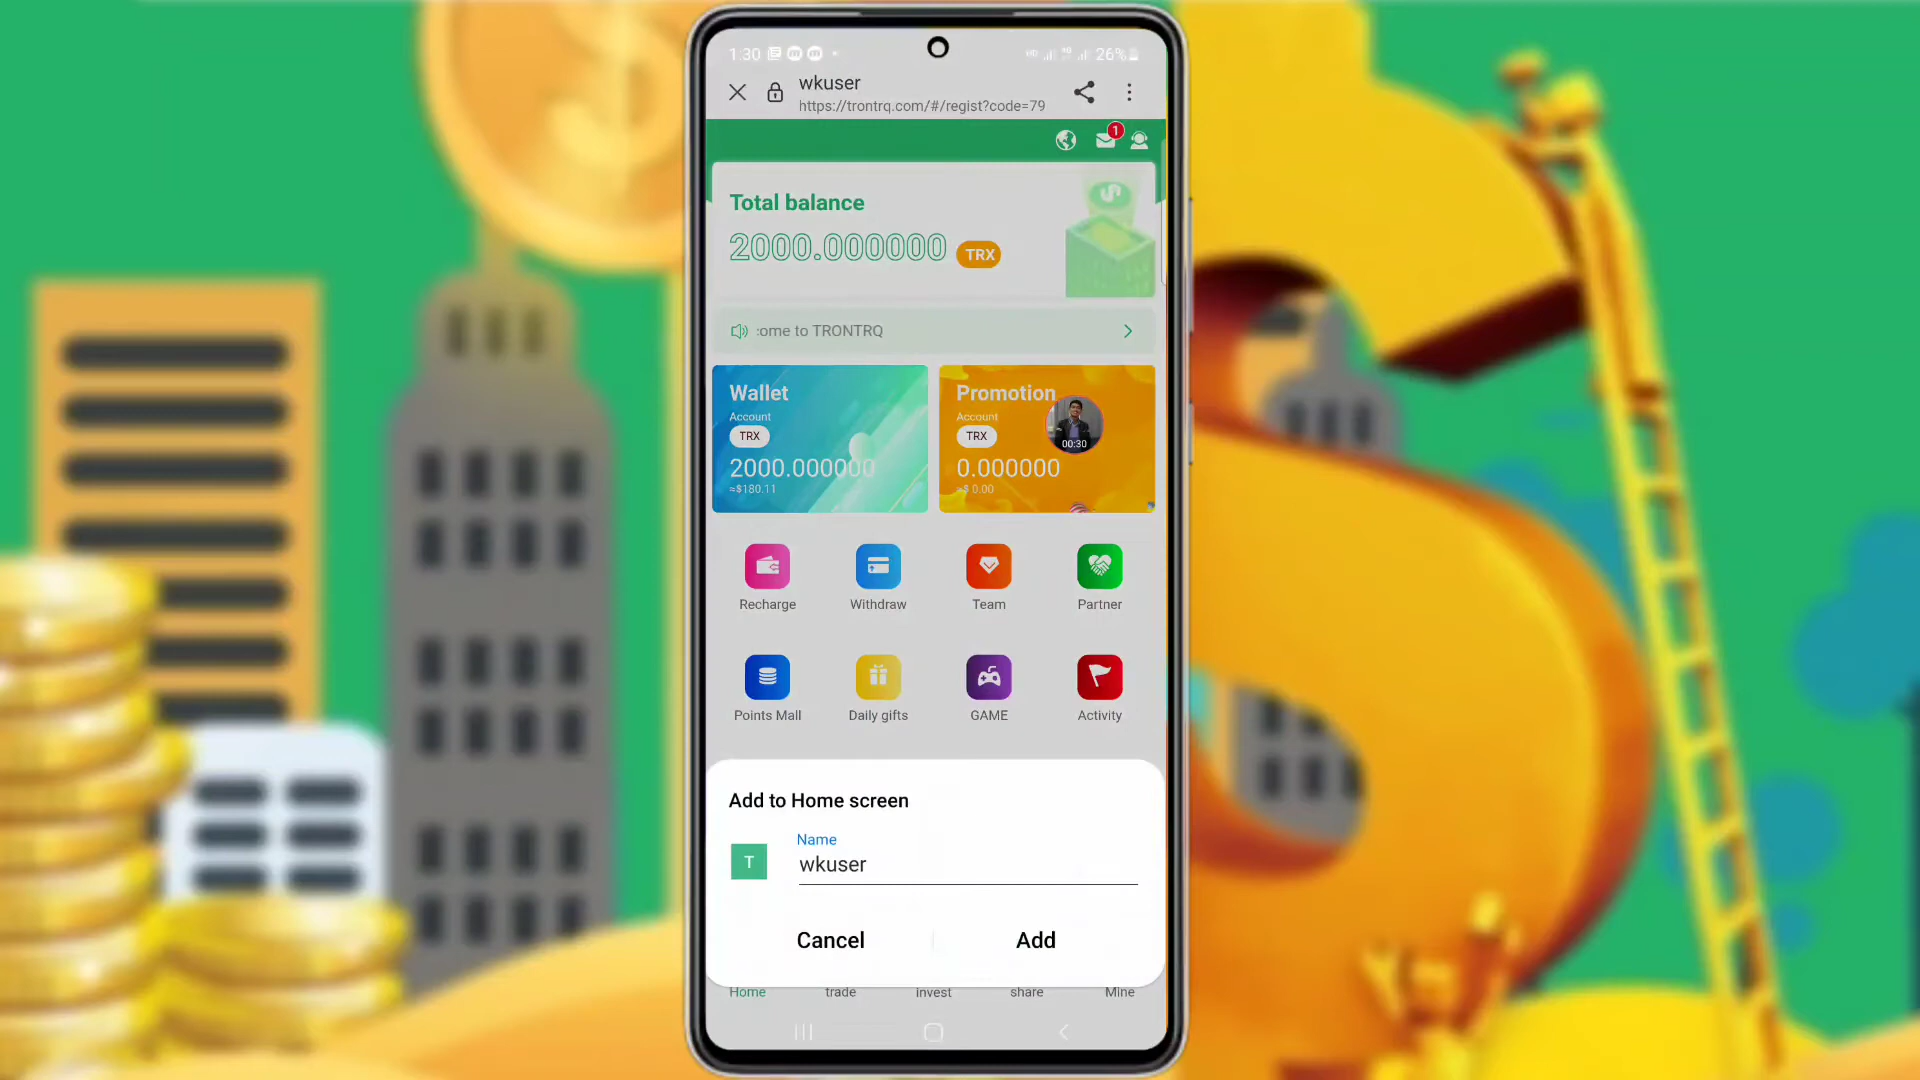 1:30
26%
wkuser
https://trontrq.com/#/regist?code=79
1
Total balance
2000.000000 TRX
:ome to TRONTRQ
Wallet
Account
TRX
2000.000000
≈$180.11
Promotion
Account
TRX
00:30
0.000000
≈$ 0.00
Recharge
Withdraw
Team
Partner
Points Mall
Daily gifts
GAME
Activity
Add to Home screen
Name
T
wkuser
Cancel
Add
Home
trade
invest
share
Mine